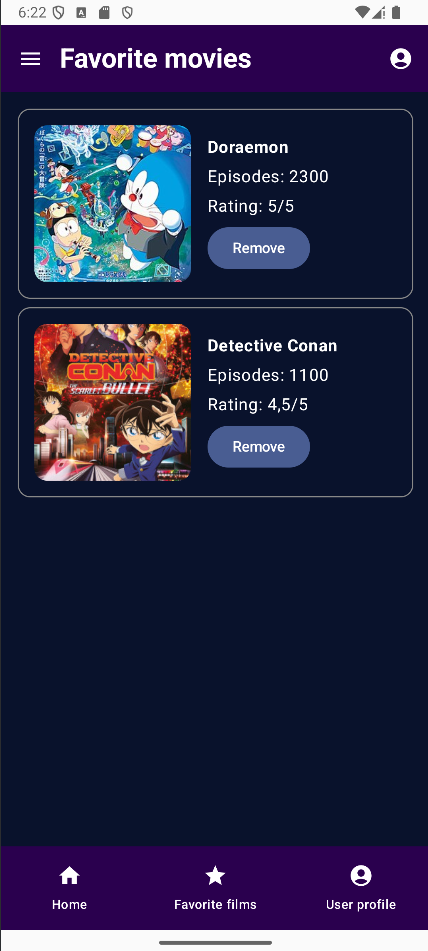 6:22
Favorite movies
Doraemon
Episodes: 2300
Rating: 5/5
Remove
DETECTIVE
CONAN
THE SCARLET BULLET
Detective Conan
Episodes: 1100
Rating: 4,5/5
Remove
Home
Favorite films
User profile